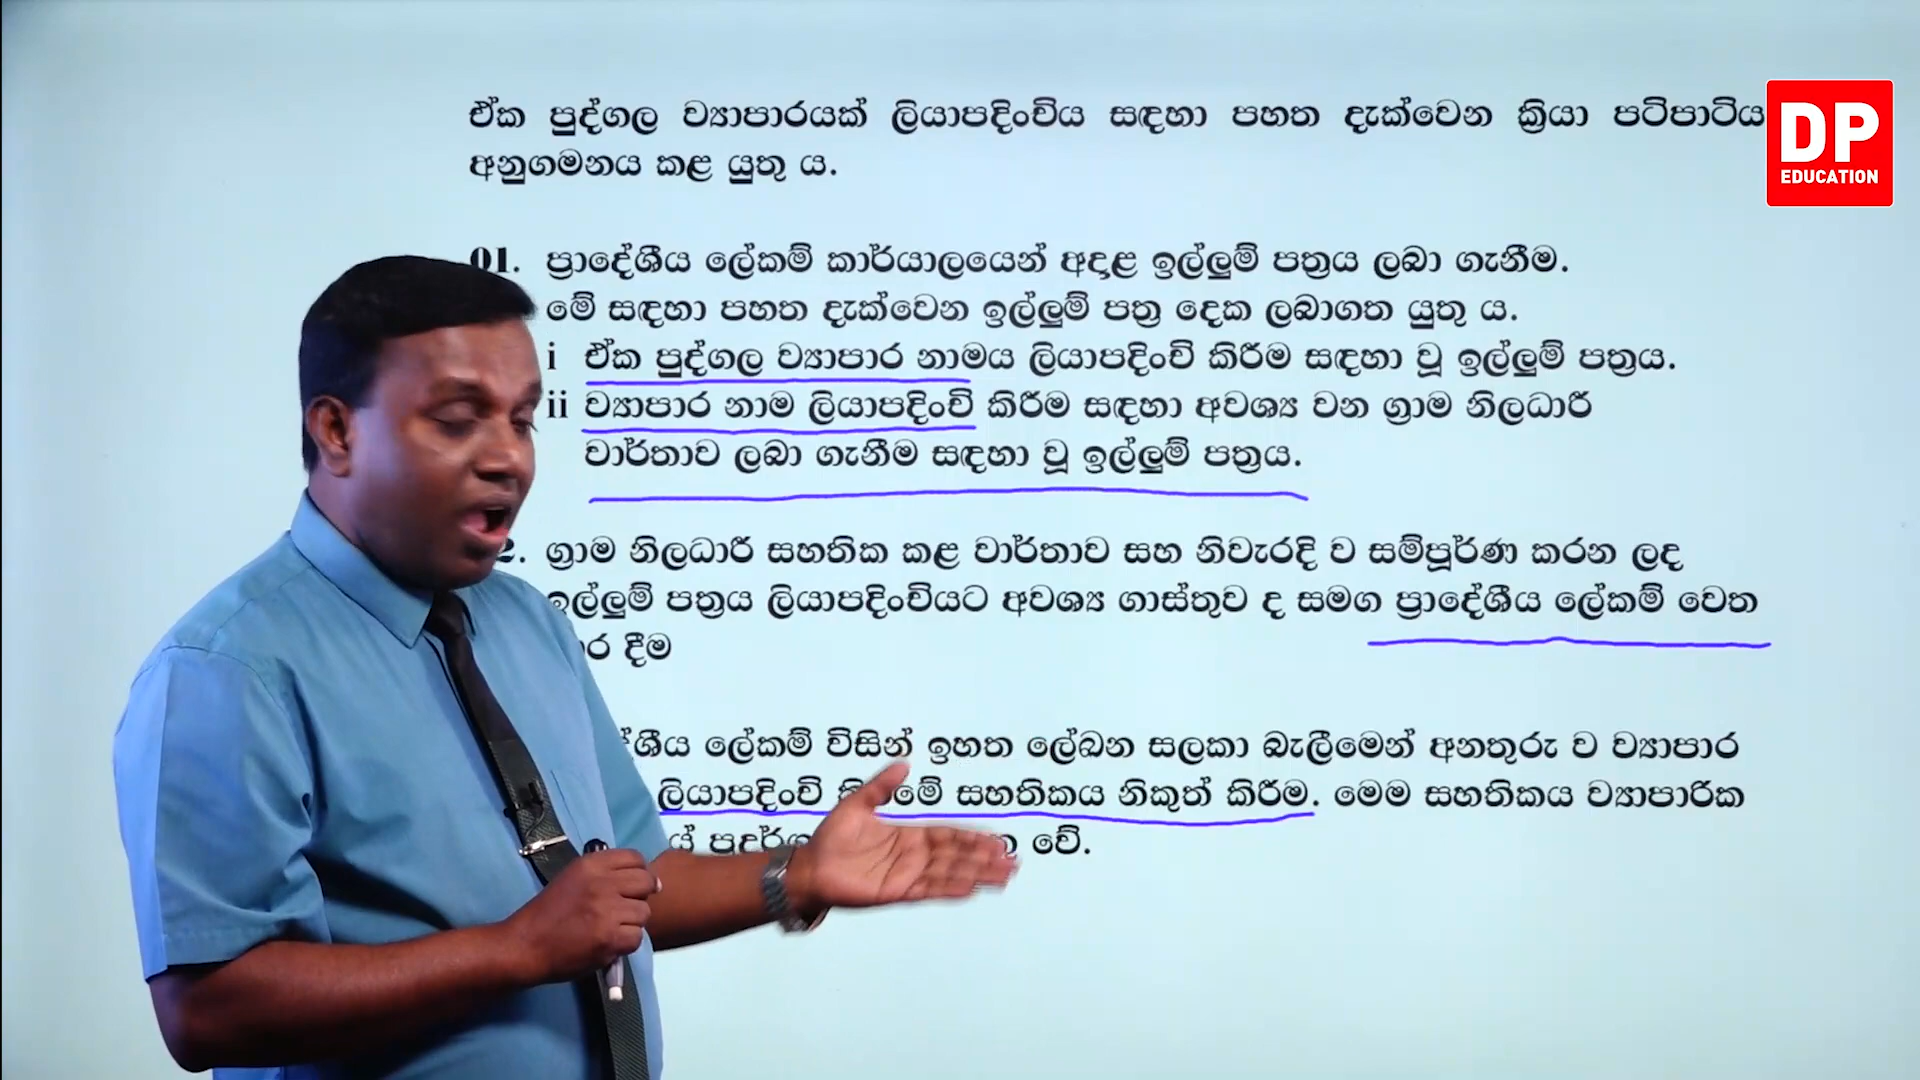 ඒක පුද්ගල ව්‍යාපාරයක් ලියාපදිංචිය සඳහා පහත දැක්වෙන ක්‍රියා පටිපාටිය
අනුගමනය කළ යුතු ය.
DP
EDUCATION
01. ප්‍රාදේශීය ලේකම් කාර්යාලයෙන් අදාළ ඉල්ලුම් පත්‍රය ලබා ගැනීම.
මේ සඳහා පහත දැක්වෙන ඉල්ලුම් පත්‍ර දෙක ලබාගත යුතු ය.
i ඒක පුද්ගල ව්‍යාපාර නාමය ලියාපදිංචි කිරීම සඳහා වූ ඉල්ලුම් පත්‍රය.
ii ව්‍යාපාර නාම ලියාපදිංචි කිරීම සඳහා අවශ්‍ය වන ග්‍රාම නිලධාරී
වාර්තාව ලබා ගැනීම සඳහා වූ ඉල්ලුම් පත්‍රය.
ග්‍රාම නිලධාරී සහතික කළ වාර්තාව සහ නිවැරදි ව සම්පූර්ණ කරන ලද
ඉල්ලුම් පත්‍රය ලියාපදිංචියට අවශ්‍ය ගාස්තුව ද සමග ප්‍රාදේශීය ලේකම් වෙත
දීම
ලේකම් විසින් ඉහත ලේඛන සලකා බැලීමෙන් අනතුරු ව ව්‍යාපාර
ලියාපදිංචි සහතිකය නිකුත් කිරීම. මෙම සහතිකය ව්‍යාපාරික
වේ.